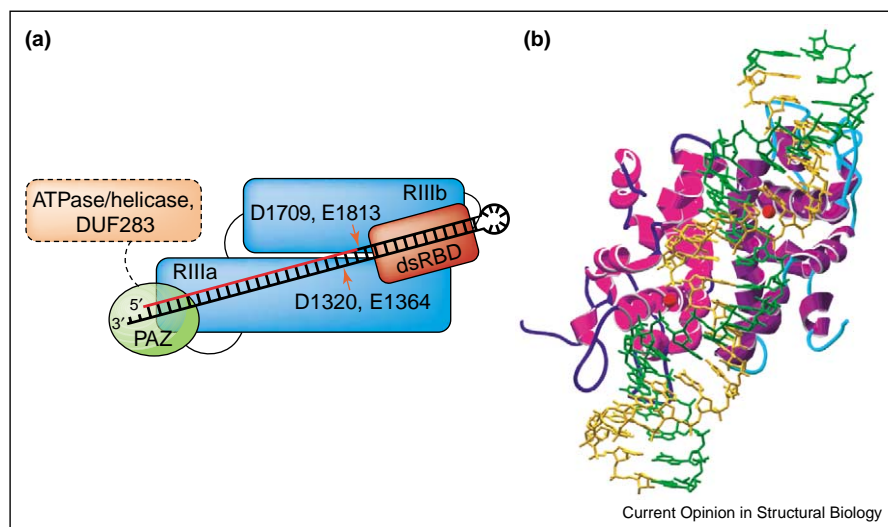 (a)
(b)
ATPase/helicase,
DUF283
RIIIb
D1709, E1813
dsRBD
RIIIa
D1320, E1364
5′
3′
PAZ
Current Opinion in Structural Biology